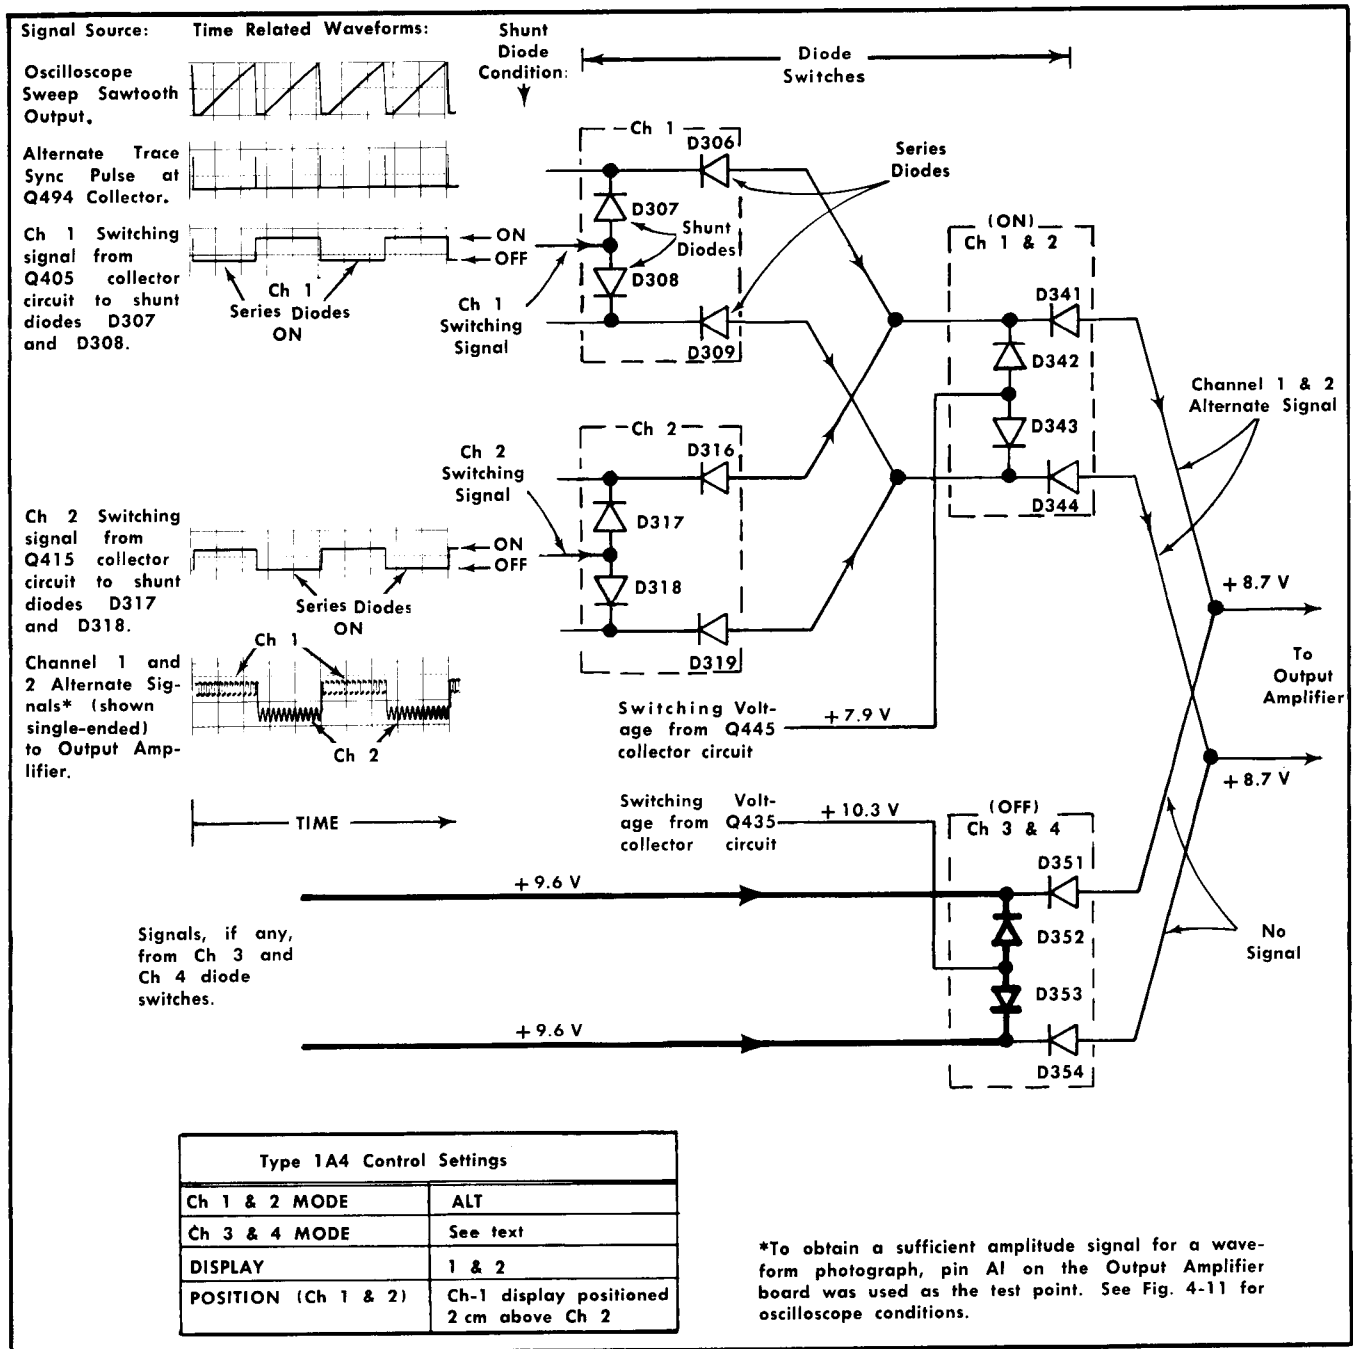 Signal Source:
Time Related Waveforms:
Shunt
Diode
Condition:
Diode
Switches
Oscilloscope
Sweep Sawtooth
Output.
Alternate Trace
Sync Pulse at
Q494 Collector.
Ch 1 Switching
signal from
Q405 collector
circuit to shunt
diodes D307
and D308.
Ch 1
Series Diodes
ON
ON
OFF
Ch 1
Switching
Signal
Ch 1
D306
D307
D308
D309
Shunt
Diodes
Series
Diodes
(ON)
Ch 1 & 2
D341
D342
D343
D344
Channel 1 & 2
Alternate Signal
Ch 2
Switching
Signal
Ch 2
D316
D317
D318
D319
Ch 2 Switching
signal from
Q415 collector
circuit to shunt
diodes D317
and D318.
ON
OFF
Series Diodes
ON
Channel 1 and
2 Alternate Sig-
nals* (shown
single-ended)
to Output Amp-
lifier.
Ch 1
Ch 2
TIME
Switching Volt-
age from Q445
collector circuit
+7.9 V
Switching Volt-
age from Q435
collector circuit
+10.3 V
+8.7 V
To
Output
Amplifier
+8.7 V
(OFF)
Ch 3 & 4
D351
D352
D353
D354
No
Signal
+9.6 V
Signals, if any,
from Ch 3 and
Ch 4 diode
switches.
+9.6 V
Type 1A4 Control Settings
Ch 1 & 2 MODE ALT
Ch 3 & 4 MODE See text
DISPLAY 1 & 2
POSITION (Ch 1 & 2) Ch-1 display positioned
2 cm above Ch 2
*To obtain a sufficient amplitude signal for a wave-
form photograph, pin AI on the Output Amplifier
board was used as the test point. See Fig. 4-11 for
oscilloscope conditions.